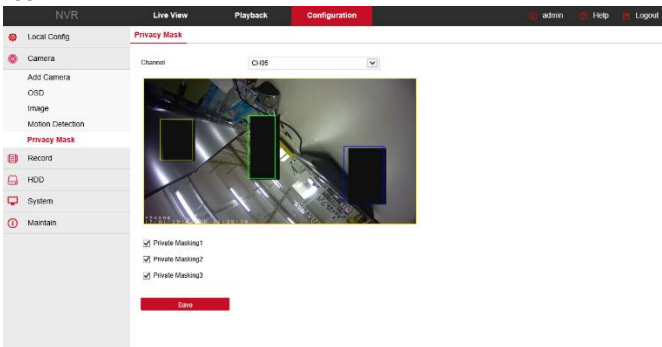 NVR
Live View
Playback
Configuration
admin
Help
Logout
Local Config
Privacy Mask
Camera
Channel
CH05
Add Camera
OSD
Image
Motion Detection
Privacy Mask
Record
HDD
System
Maintain
Private Masking1
Private Masking2
Private Masking3
Save